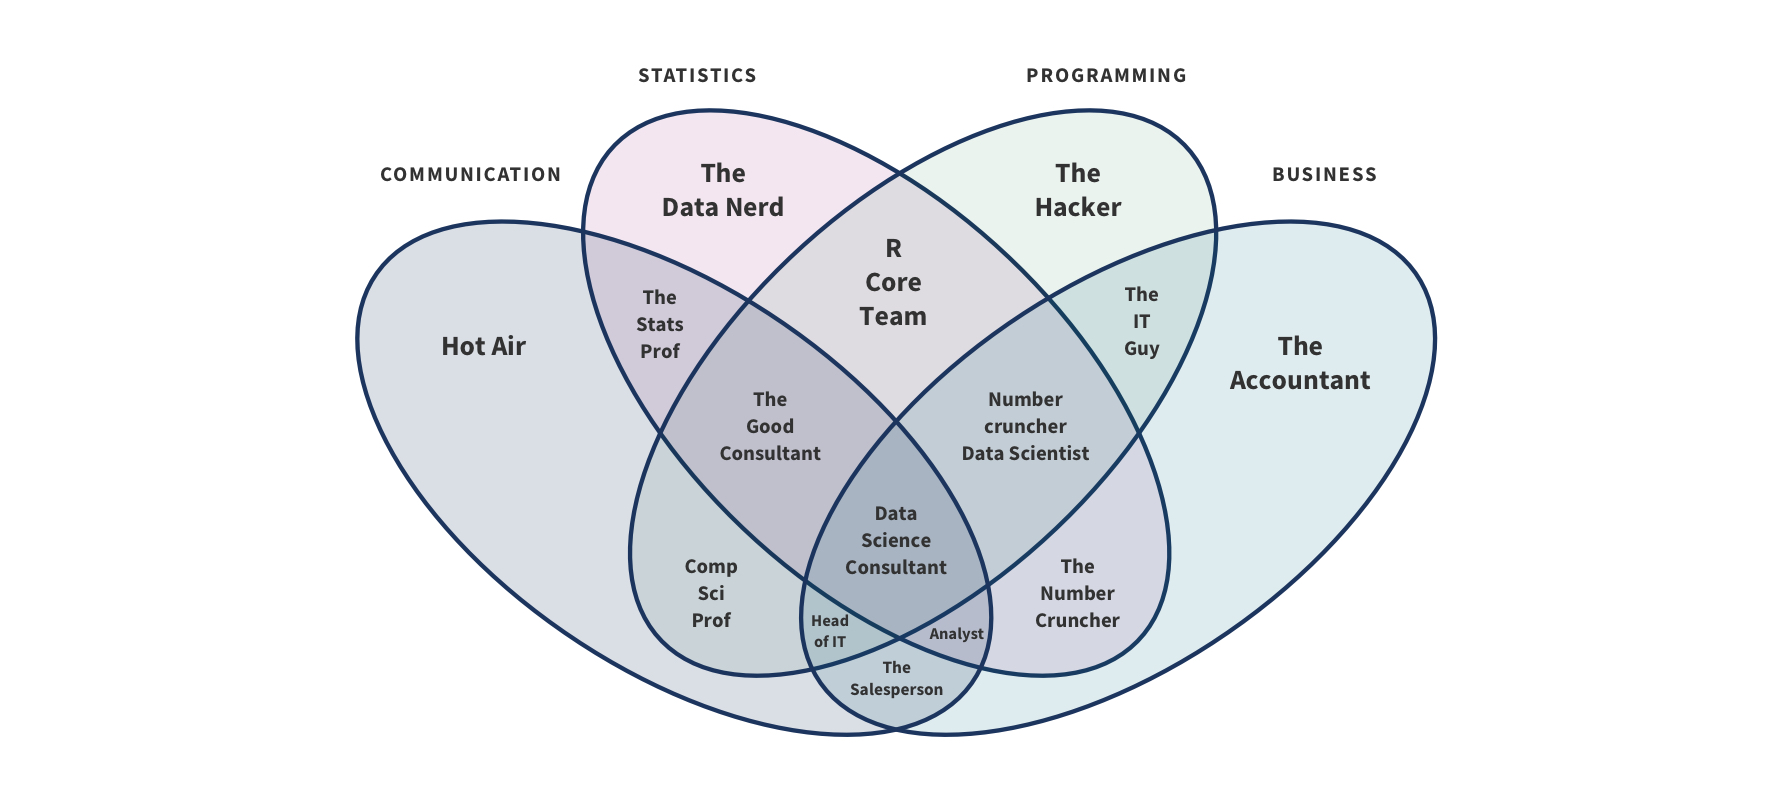 STATISTICS
PROGRAMMING
COMMUNICATION
BUSINESS
The
Data Nerd
The
Hacker
R
Core
Team
The
Stats
Prof
The
IT
Guy
Hot Air
The
Accountant
The
Good
Consultant
Number
cruncher
Data Scientist
Data
Science
Consultant
Comp
Sci
Prof
The
Number
Cruncher
Head
of IT
Analyst
The
Salesperson